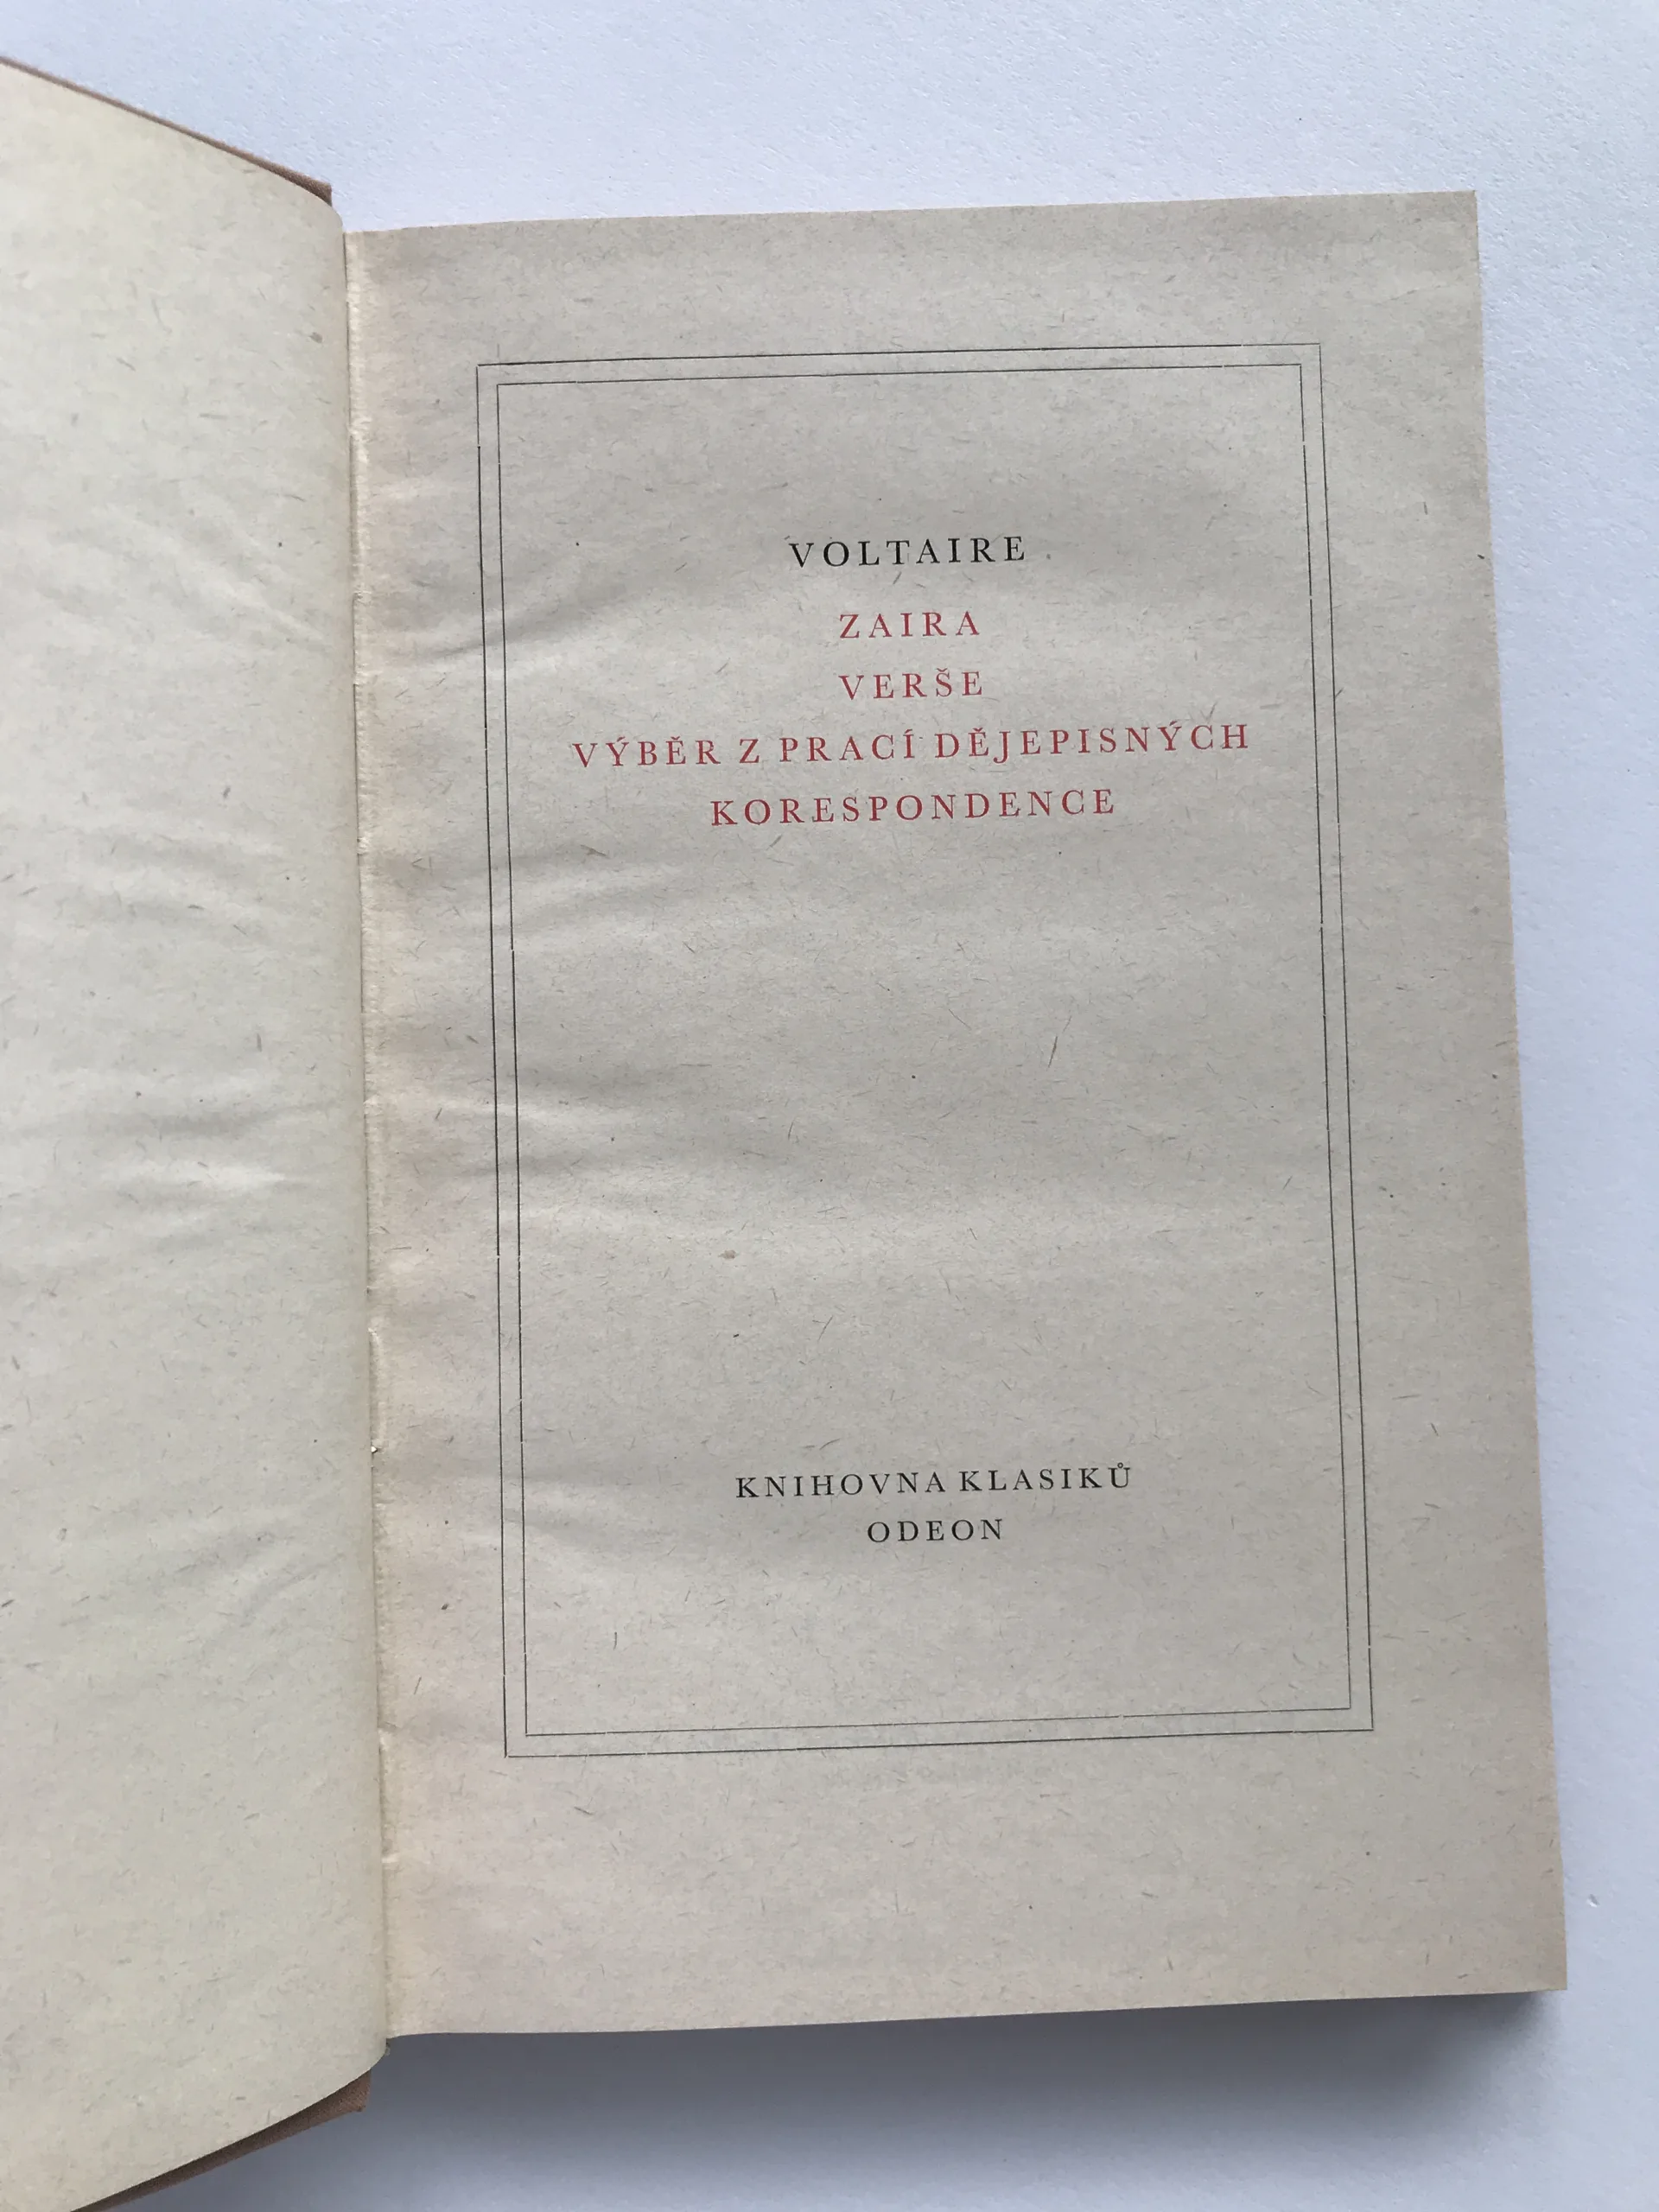 VOLTAIRE
ZAIRA
VERŠE
VÝBĚR Z PRACÍ DĚJEPISNÝCH
KORESPONDENCE
KNIHOVNA KLASIKŮ
ODEON